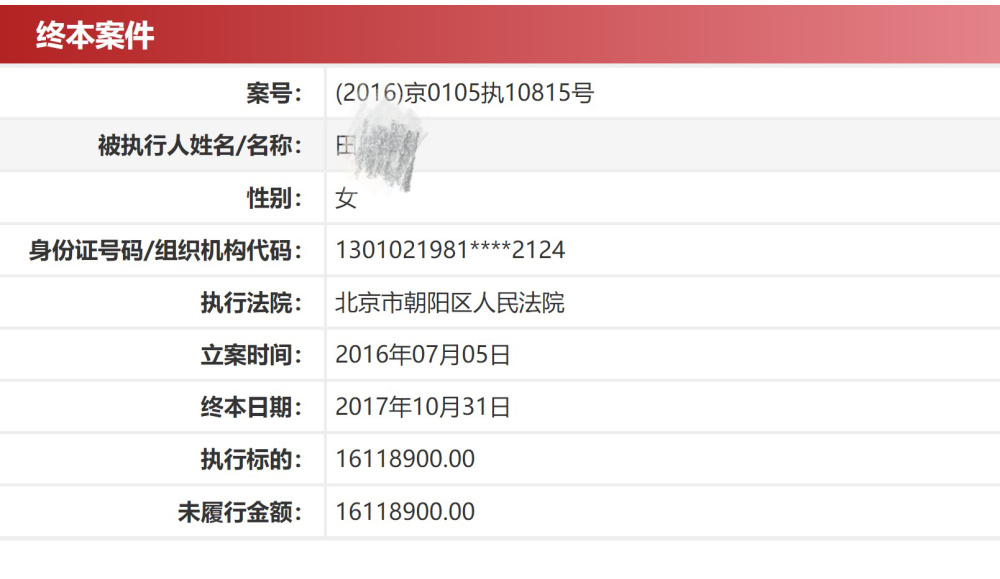 终本案件
案号： (2016)京0105执10815号
被执行人姓名/名称： 田
性别： 女
身份证号码/组织机构代码： 1301021981****2124
执行法院： 北京市朝阳区人民法院
立案时间： 2016年07月05日
终本日期： 2017年10月31日
执行标的： 16118900.00
未履行金额： 16118900.00